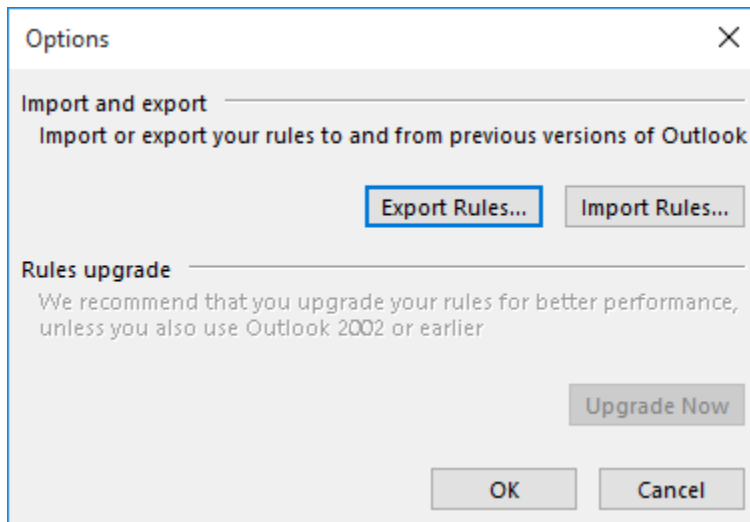 Options
Import and export
Import or export your rules to and from previous versions of Outlook
Export Rules...
Import Rules...
Rules upgrade
We recommend that you upgrade your rules for better performance,
unless you also use Outlook 2002 or earlier
Upgrade Now
OK
Cancel